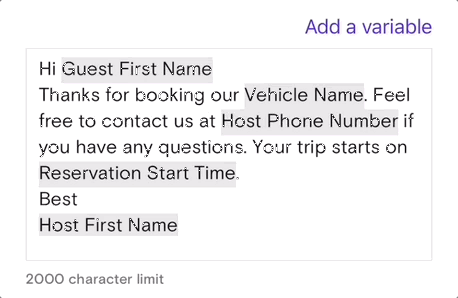 Add a variable
Hi Guest First Name
Thanks for booking our Vehicle Name. Feel
free to contact us at Host Phone Number if
you have any questions. Your trip starts on
Reservation Start Time.
Best
Host First Name
2000 character limit